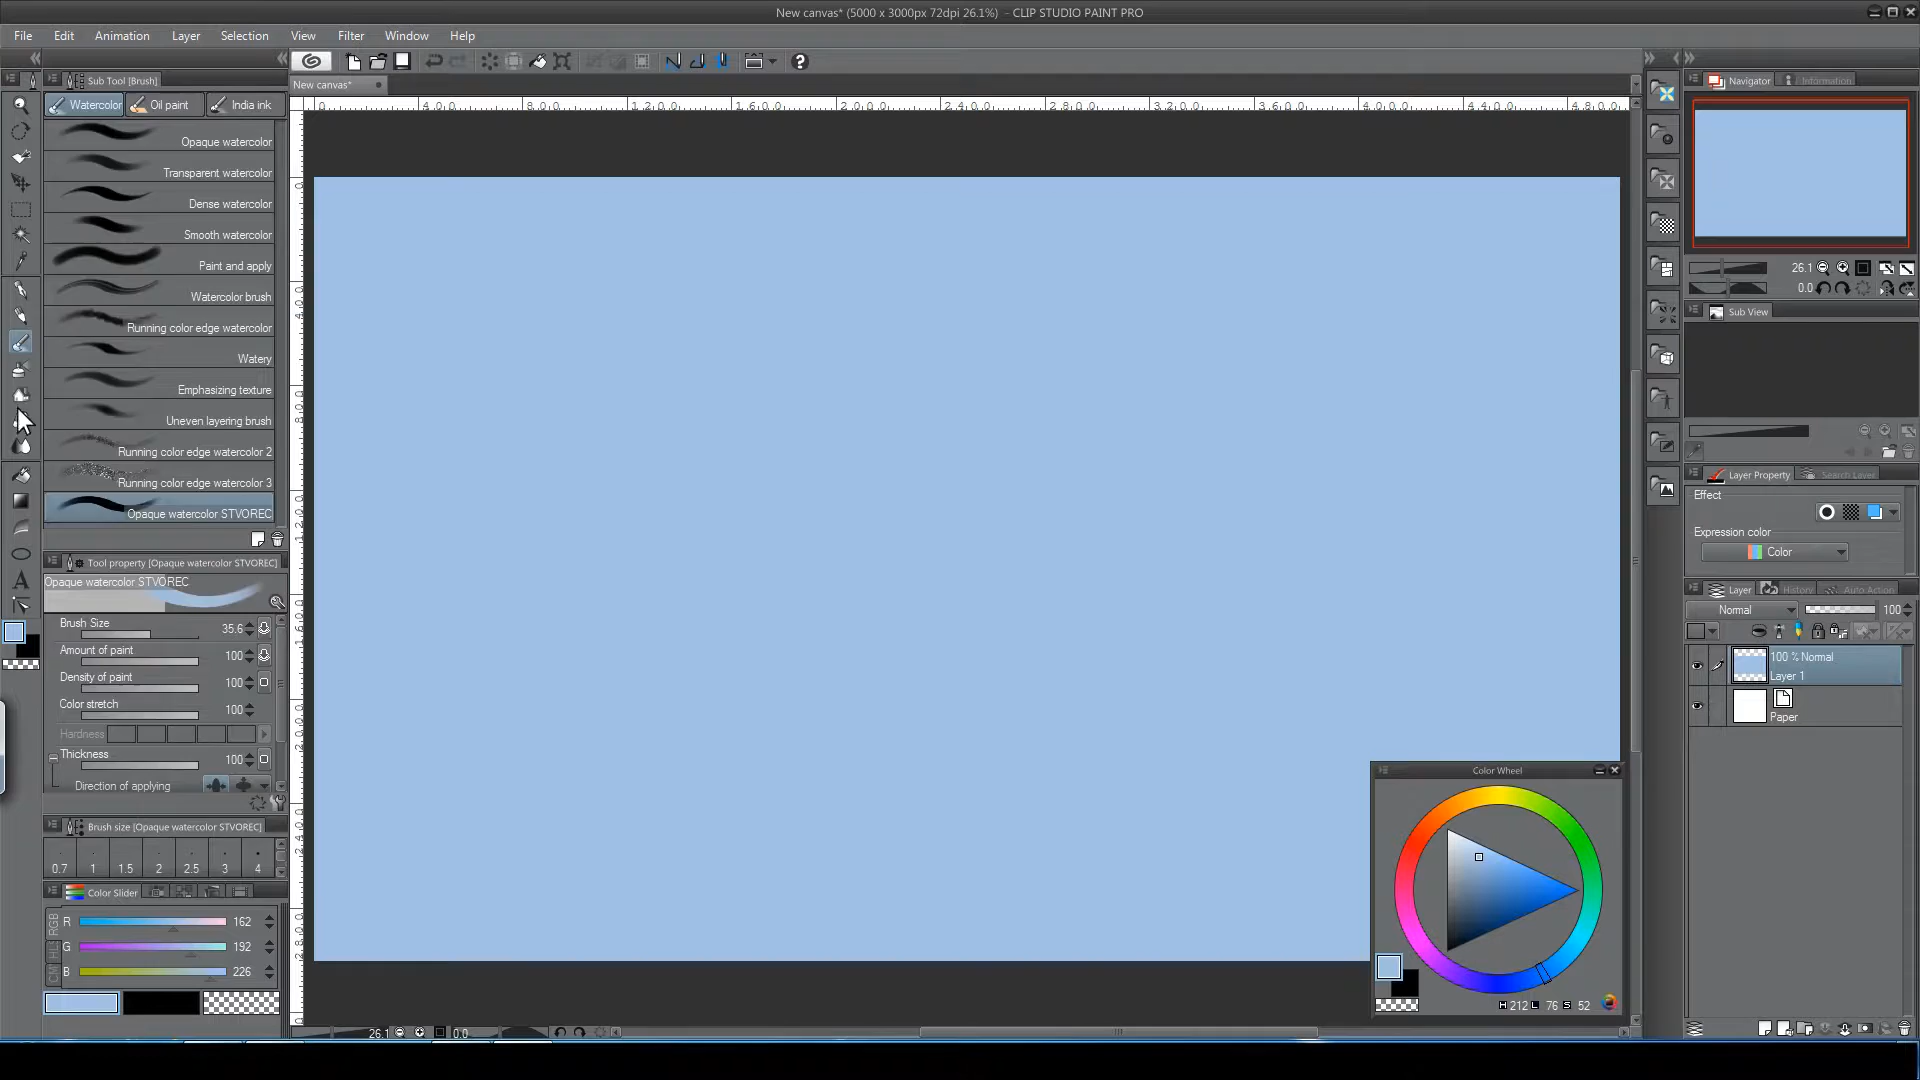 New canvas* (5000 x 3000px 72dpi 26.1%) - CLIP STUDIO PAINT PRO
File Edit Animation Layer Selection View Filter Window Help
Sub Tool [Brush]
New canvas*
Watercolor Oil paint India ink
Opaque watercolor
Transparent watercolor
Dense watercolor
Smooth watercolor
Paint and apply
Watercolor brush
Running color edge watercolor
Watery
Emphasizing texture
Uneven layering brush
Running color edge watercolor 2
Running color edge watercolor 3
Opaque watercolor STVOREC
Tool property [Opaque watercolor STVOREC]
Opaque watercolor STVOREC
Brush Size 35.6
Amount of paint 100
Density of paint 100
Color stretch 100
Hardness
Thickness 100
Direction of applying
Brush size [Opaque watercolor STVOREC]
0.7 1 1.5 2 2.5 3 4
Color Slider
RGB
R 162
G 192
B 226
26.1 0.0
Color Wheel
H 212 L 76 S 52
Navigator Information
26.1
0.0
Sub View
Layer Property Search Layer
Effect
Expression color
Color
Layer History Auto Action
Normal 100
100 % Normal
Layer 1
Paper